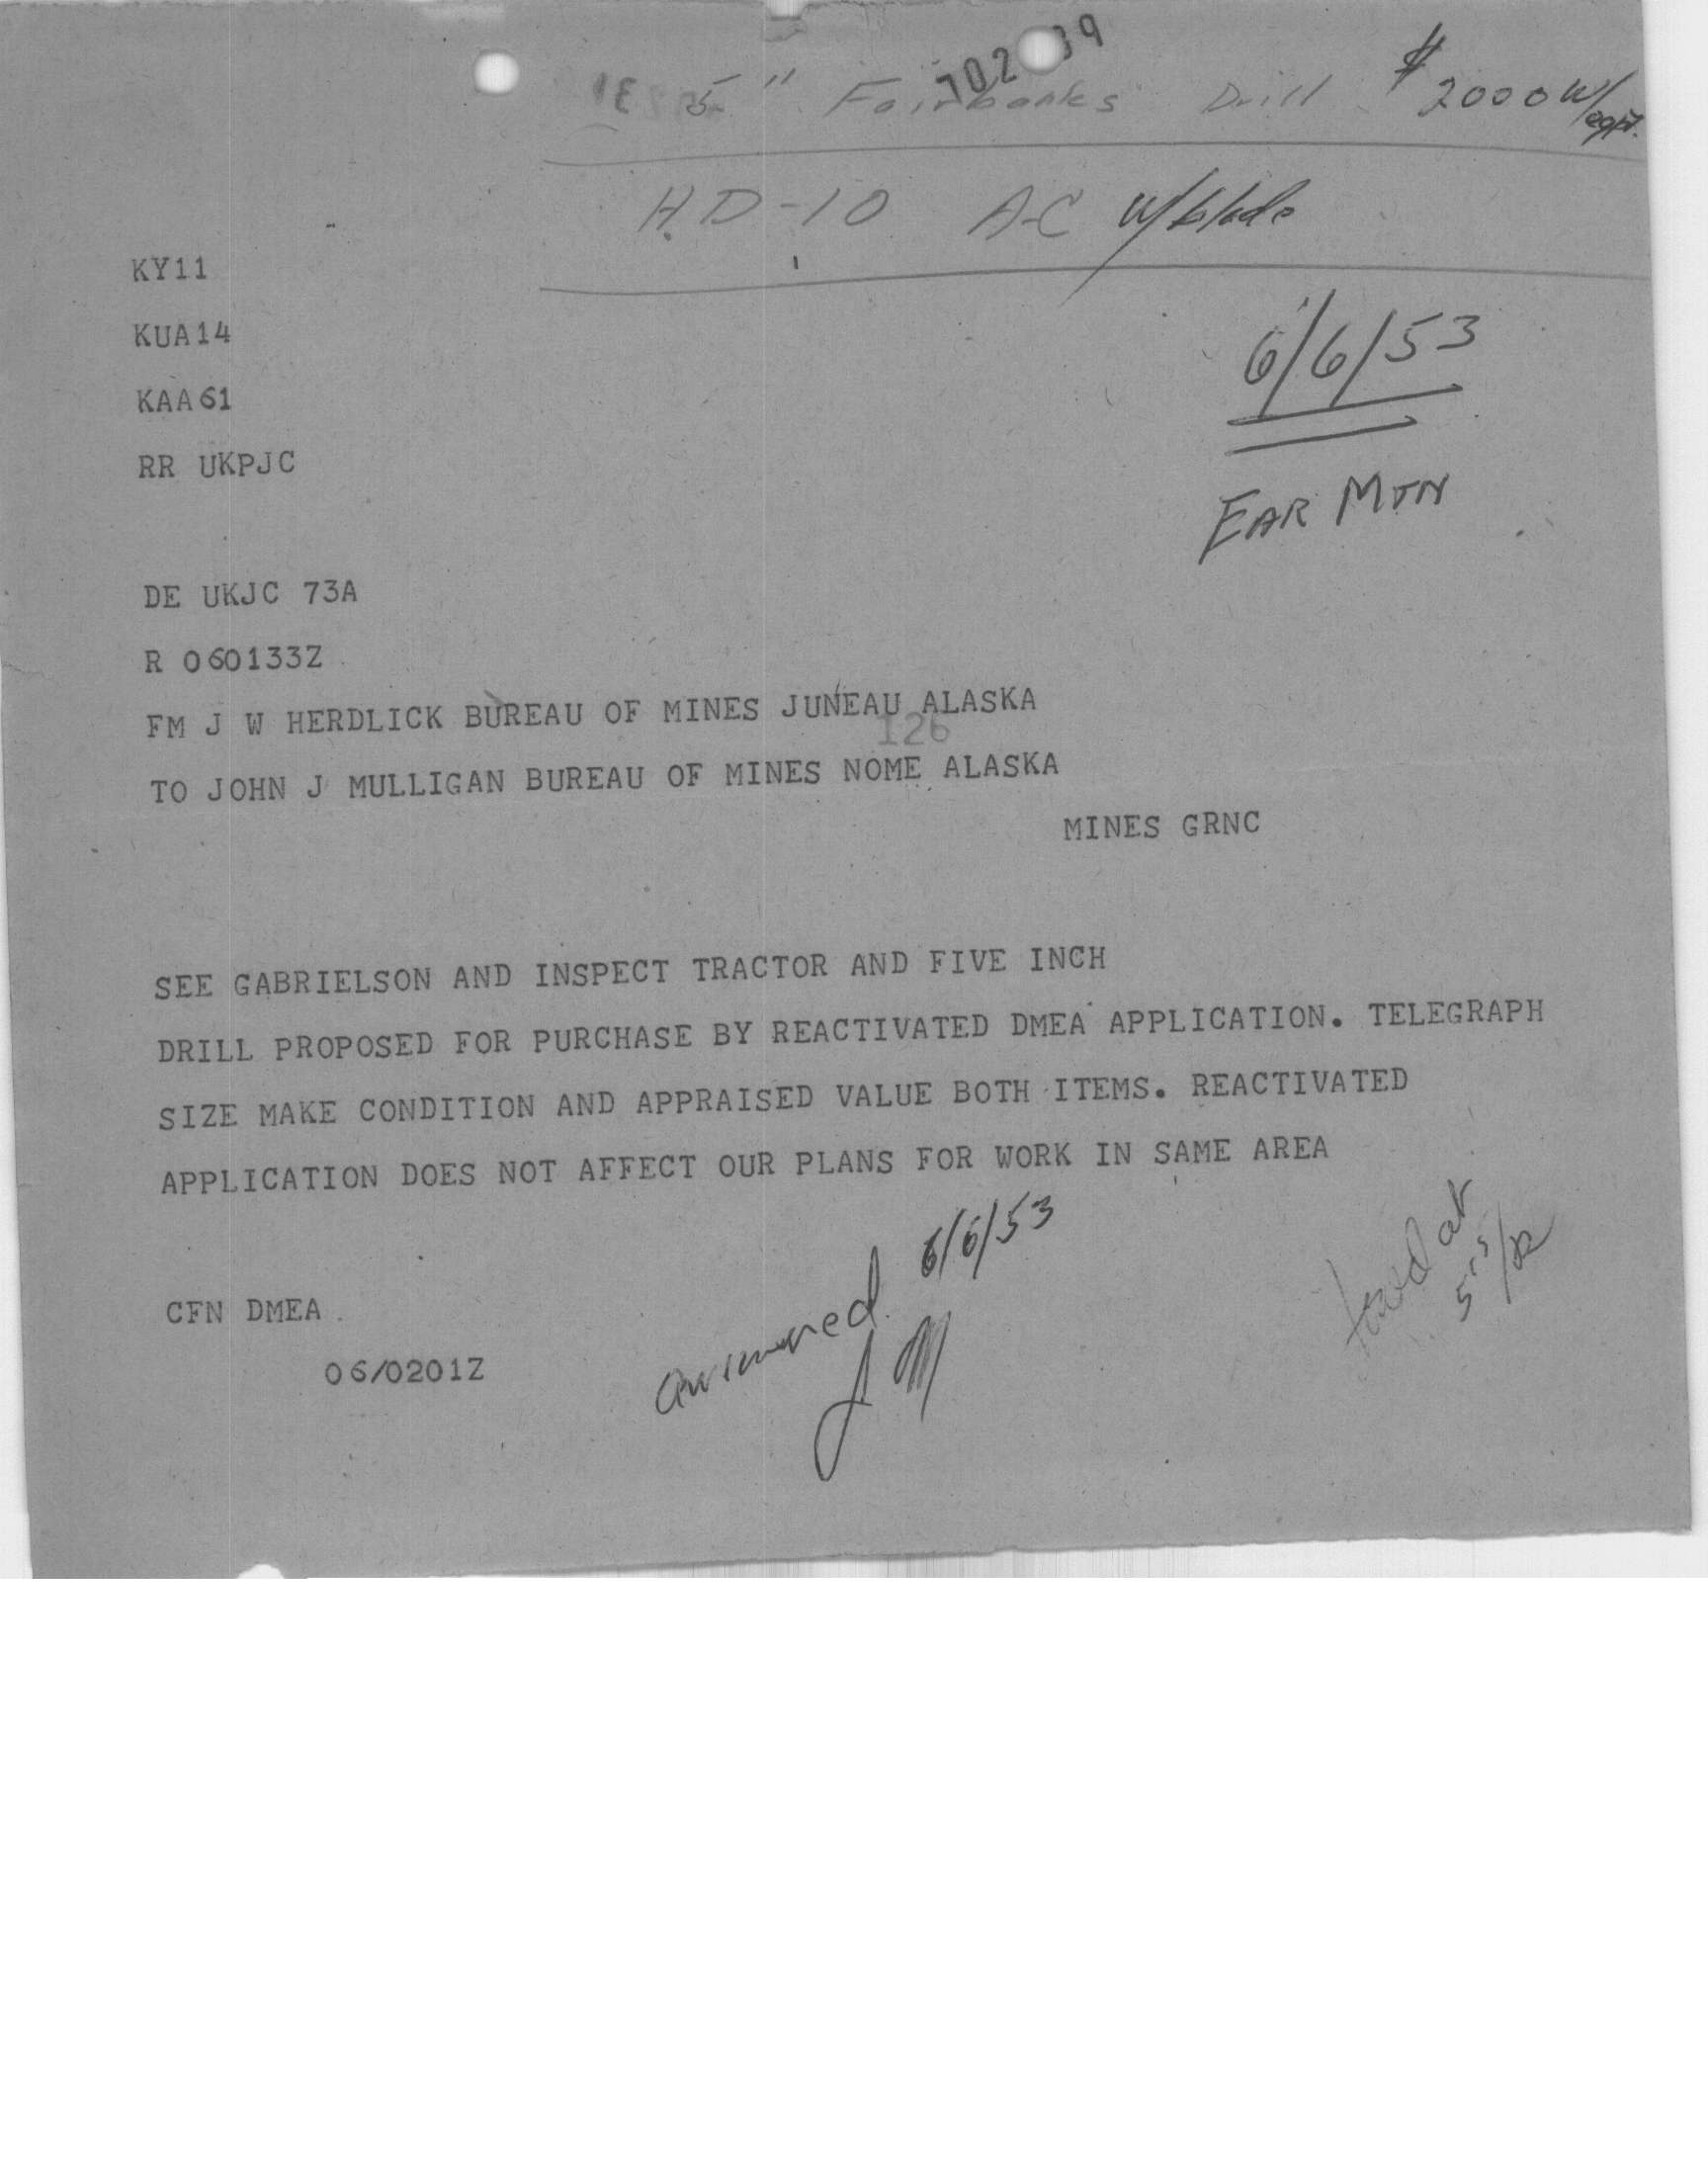 5" Fairbanks Drill $2000 w/eqpt.
H.D-10 A-C w/blade
KY11
KUA14
KAA61
RR UKPJC
6/6/53
EAR MTN
DE UKJC 73A
R 060133Z
FM J W HERDLICK BUREAU OF MINES JUNEAU ALASKA
126
TO JOHN J MULLIGAN BUREAU OF MINES NOME ALASKA
MINES GRNC
SEE GABRIELSON AND INSPECT TRACTOR AND FIVE INCH
DRILL PROPOSED FOR PURCHASE BY REACTIVATED DMEA APPLICATION. TELEGRAPH
SIZE MAKE CONDITION AND APPRAISED VALUE BOTH ITEMS. REACTIVATED
APPLICATION DOES NOT AFFECT OUR PLANS FOR WORK IN SAME AREA
CFN DMEA
06/0201Z
answered 6/6/53
JM